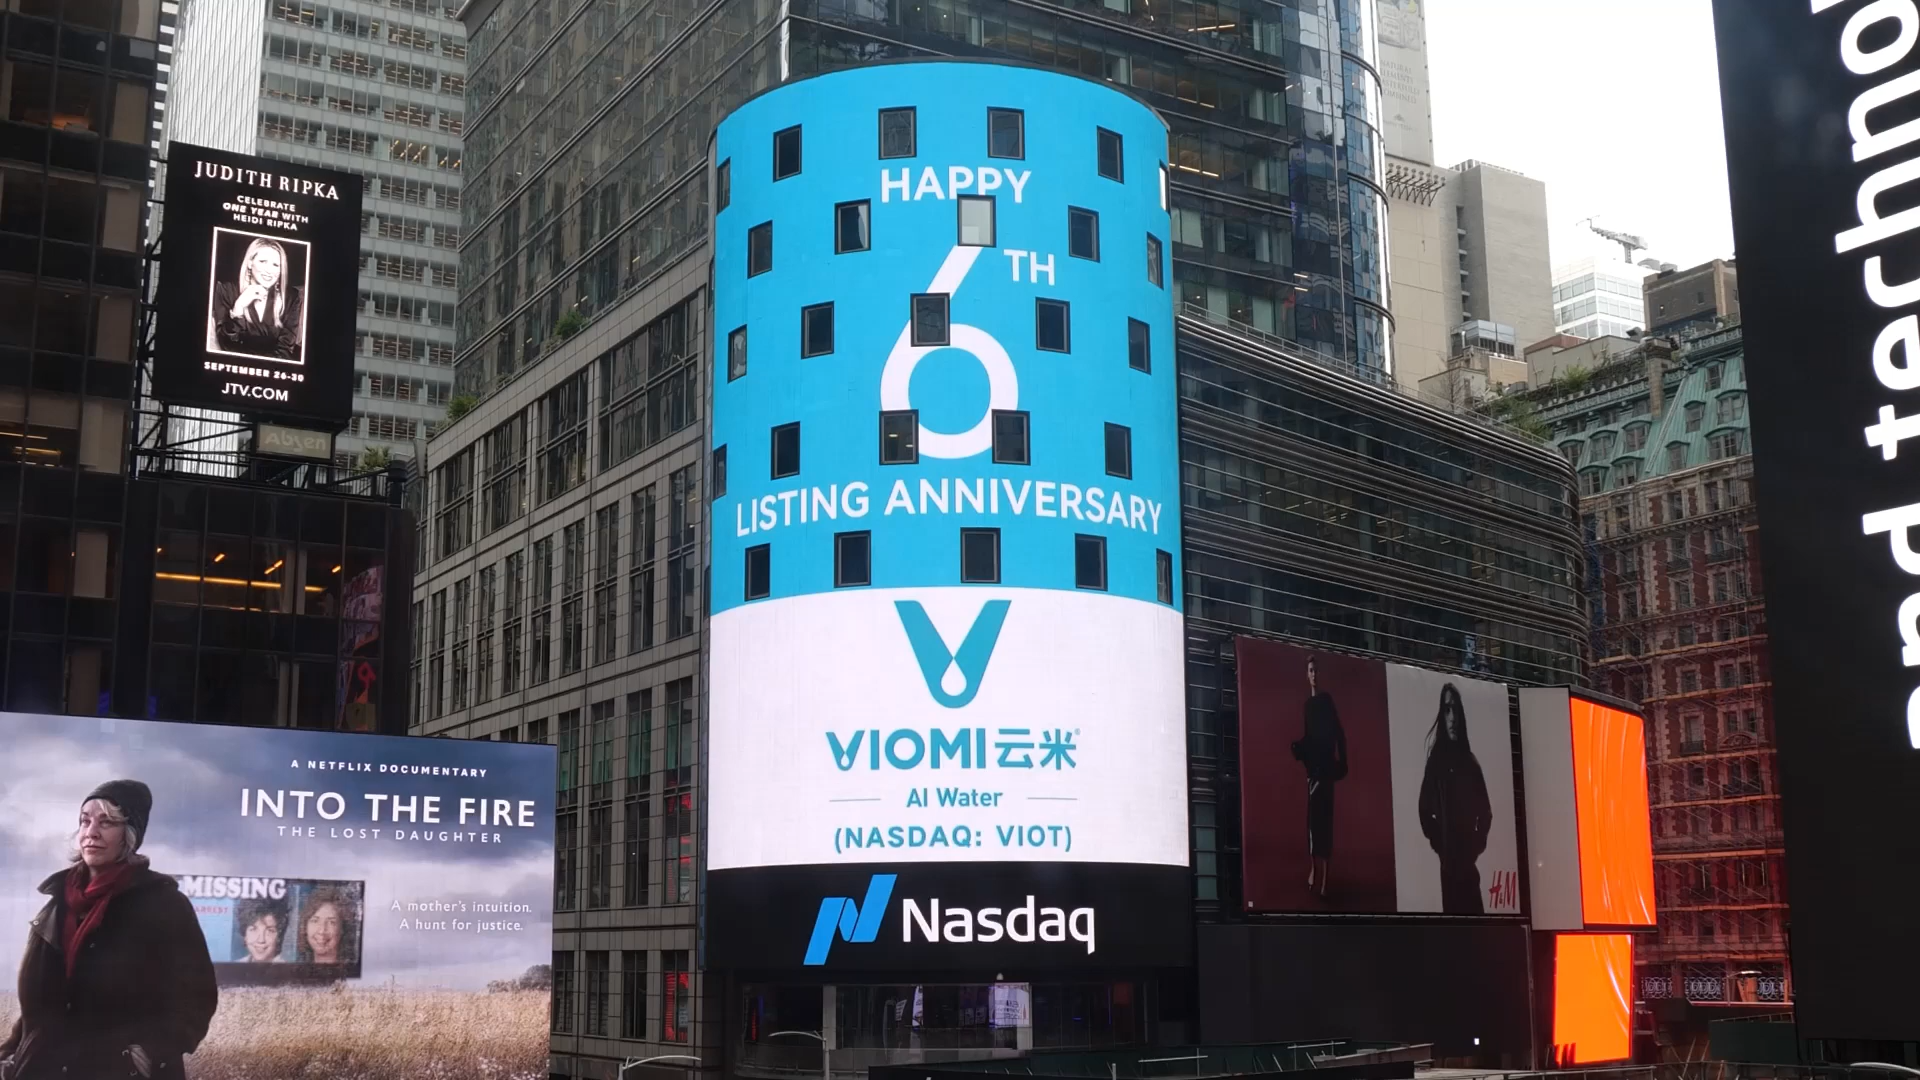 JUDITH RIPKA
CELEBRATE
ONE YEAR WITH
HEIDI RIPKA
SEPTEMBER 26-30
JTV.COM
Absen
HAPPY
6TH
LISTING ANNIVERSARY
VIOMI云米®
AI Water
(NASDAQ: VIOT)
Nasdaq
A NETFLIX DOCUMENTARY
INTO THE FIRE
THE LOST DAUGHTER
MISSING
A mother's intuition.
A hunt for justice.
H&M
and techno